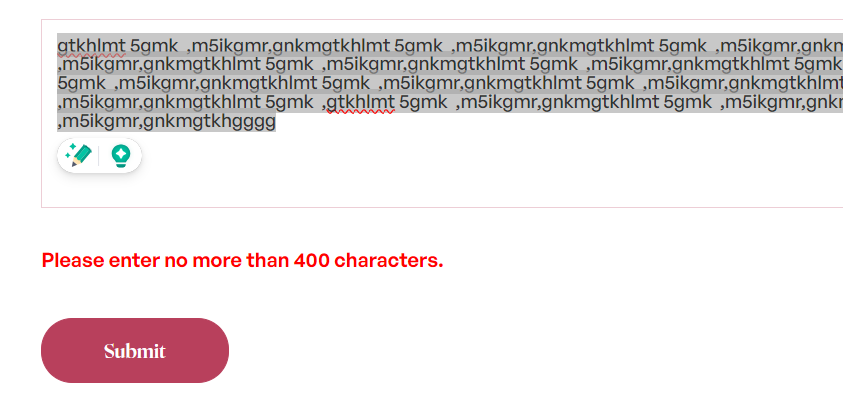 gtkhlmt 5gmk  ,m5ikgmr,gnkmgtkhlmt 5gmk  ,m5ikgmr,gnkmgtkhlmt 5gmk  ,m5ikgmr,gnkm
,m5ikgmr,gnkmgtkhlmt 5gmk  ,m5ikgmr,gnkmgtkhlmt 5gmk  ,m5ikgmr,gnkmgtkhlmt 5gmk
5gmk  ,m5ikgmr,gnkmgtkhlmt 5gmk  ,m5ikgmr,gnkmgtkhlmt 5gmk  ,m5ikgmr,gnkmgtkhlmt
,m5ikgmr,gnkmgtkhlmt 5gmk  ,gtkhlmt 5gmk  ,m5ikgmr,gnkmgtkhlmt 5gmk  ,m5ikgmr,gnkm
,m5ikgmr,gnkmgtkhgggg
Please enter no more than 400 characters.
Submit